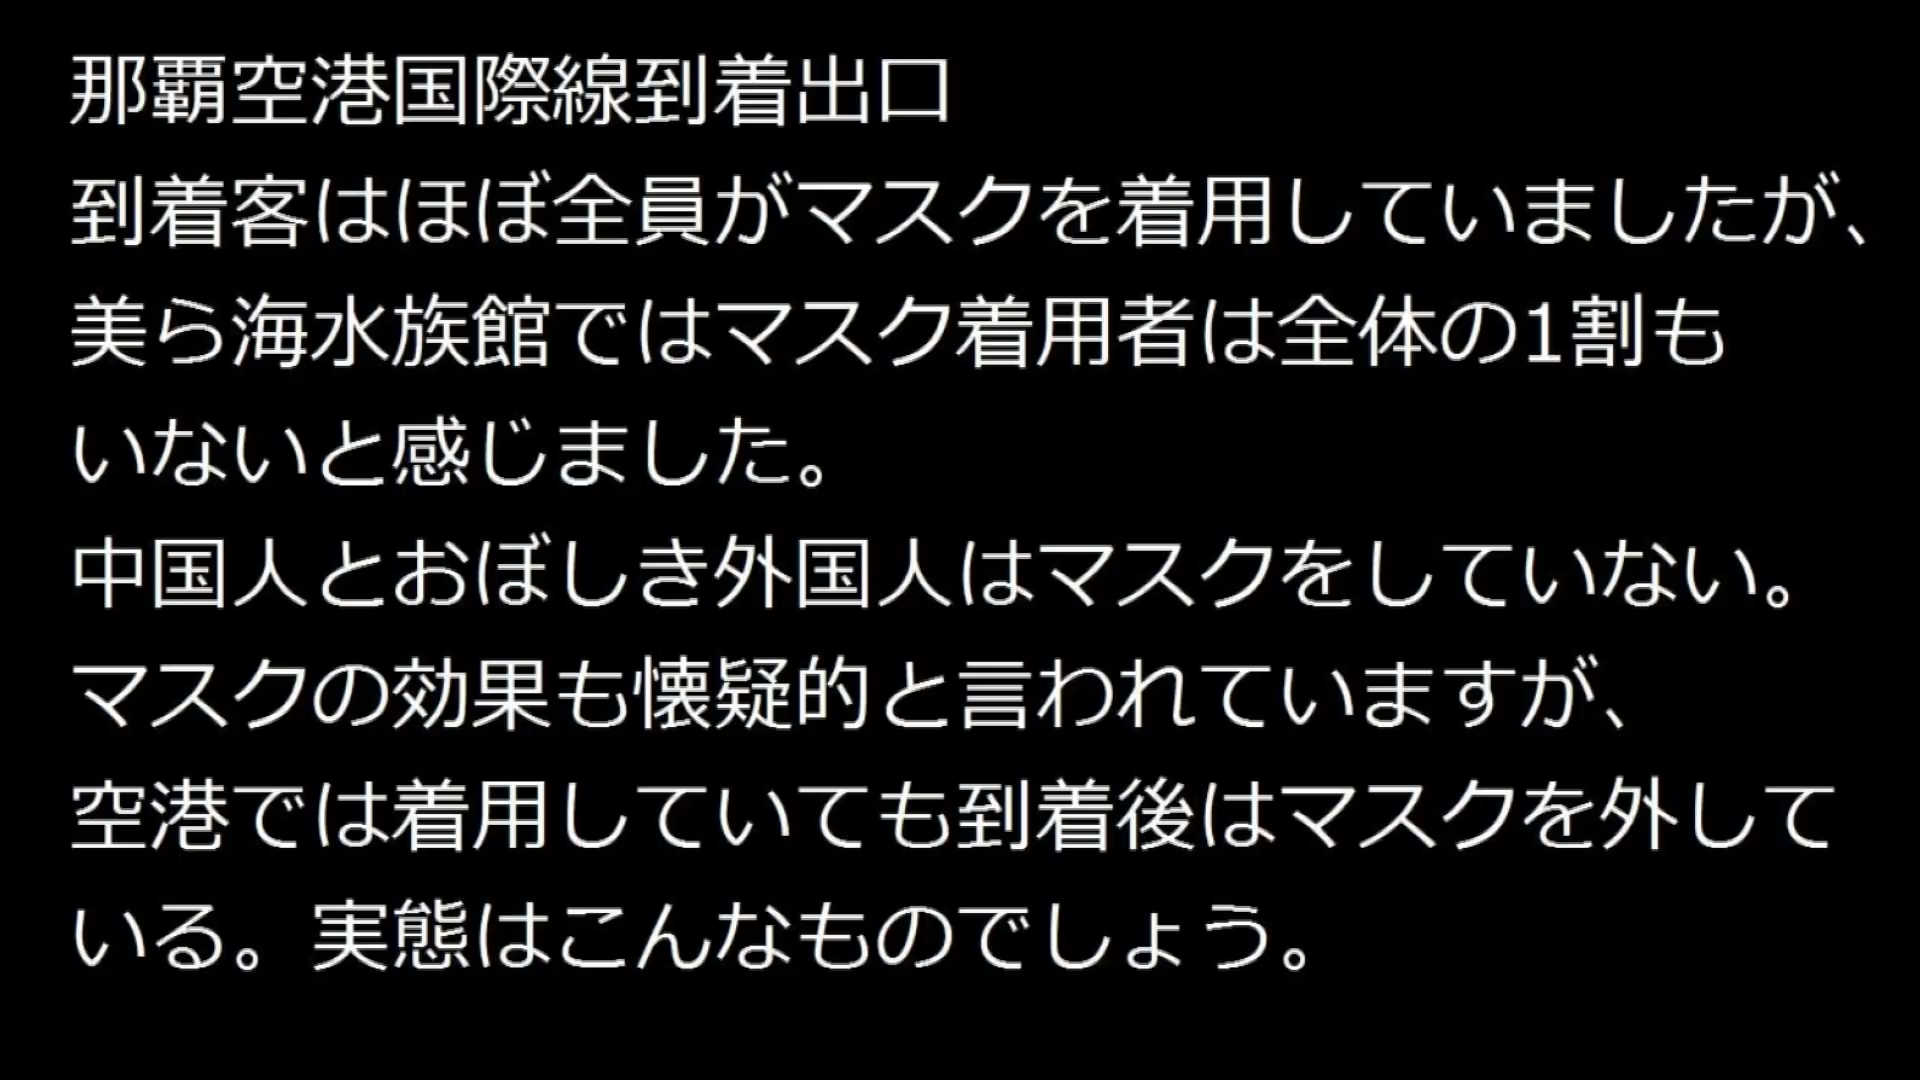 那覇空港国際線到着出口
到着客はほぼ全員がマスクを着用していましたが、
美ら海水族館ではマスク着用者は全体の1割も
いないと感じました。
中国人とおぼしき外国人はマスクをしていない。
マスクの効果も懐疑的と言われていますが、
空港では着用していても到着後はマスクを外して
いる。実態はこんなものでしょう。